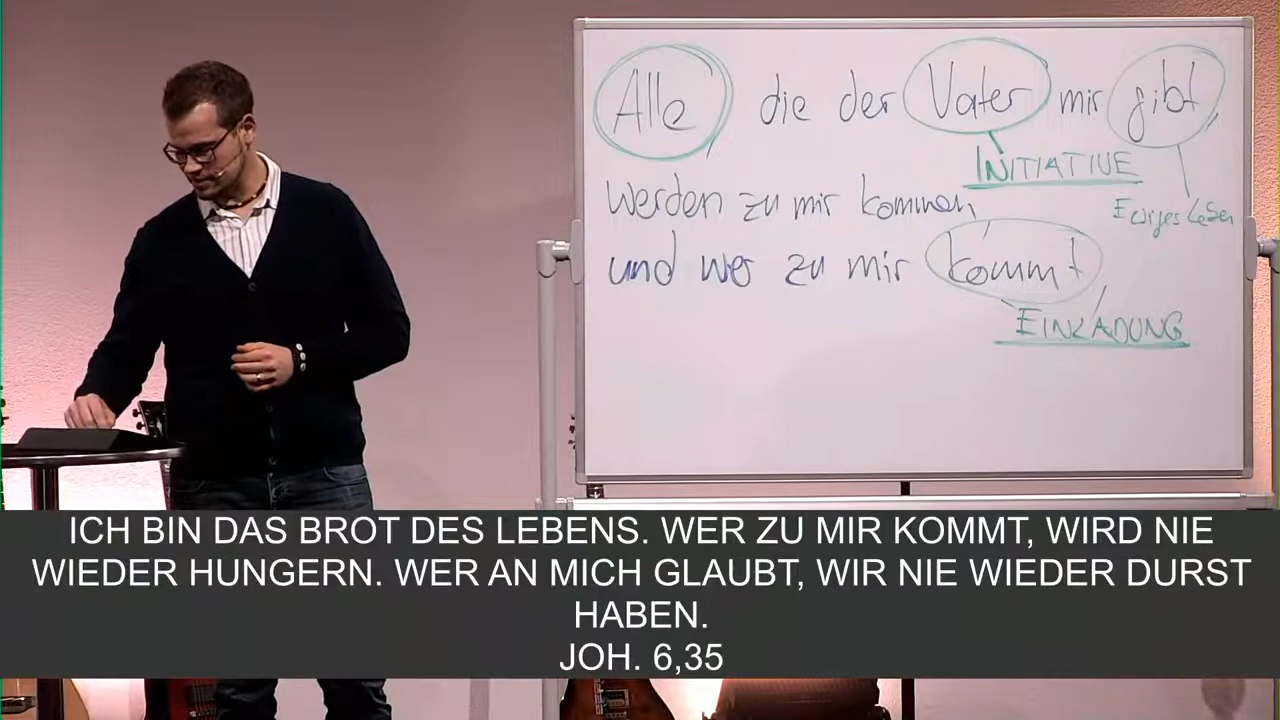 Alle die der Vater mir gibt,
INITIATIVE
werden zu mir kommen,
Ewiges Leben
und wer zu mir kommt
EINLADUNG
ICH BIN DAS BROT DES LEBENS. WER ZU MIR KOMMT, WIRD NIE
WIEDER HUNGERN. WER AN MICH GLAUBT, WIR NIE WIEDER DURST
HABEN.
JOH. 6,35